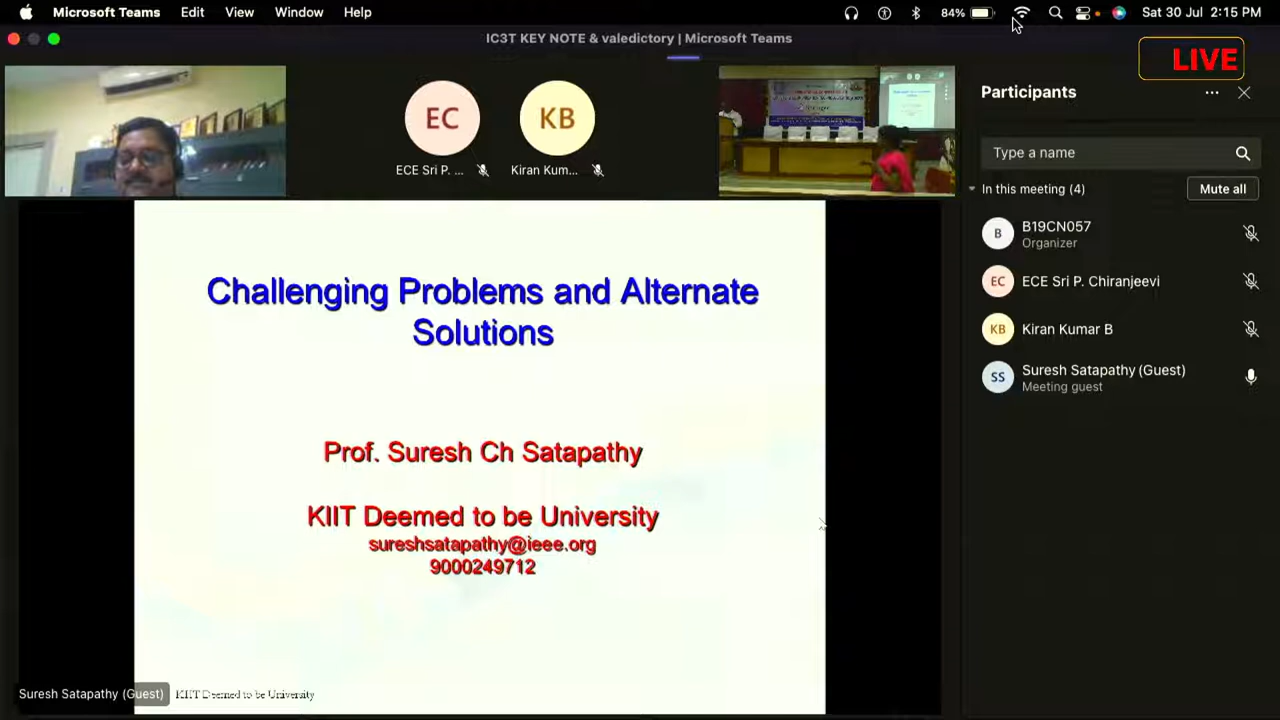 Microsoft Teams Edit View Window Help 84% Sat 30 Jul 2:15 PM
IC3T KEY NOTE & valedictory | Microsoft Teams
LIVE
EC
KB
ECE Sri P. ...
Kiran Kum...
Participants
Type a name
In this meeting (4)
Mute all
B
B19CN057
Organizer
EC
ECE Sri P. Chiranjeevi
KB
Kiran Kumar B
SS
Suresh Satapathy (Guest)
Meeting guest
Challenging Problems and Alternate
Solutions
Prof. Suresh Ch Satapathy
KIIT Deemed to be University
sureshsatapathy@ieee.org
9000249712
Suresh Satapathy (Guest)
KIIT Deemed to be University